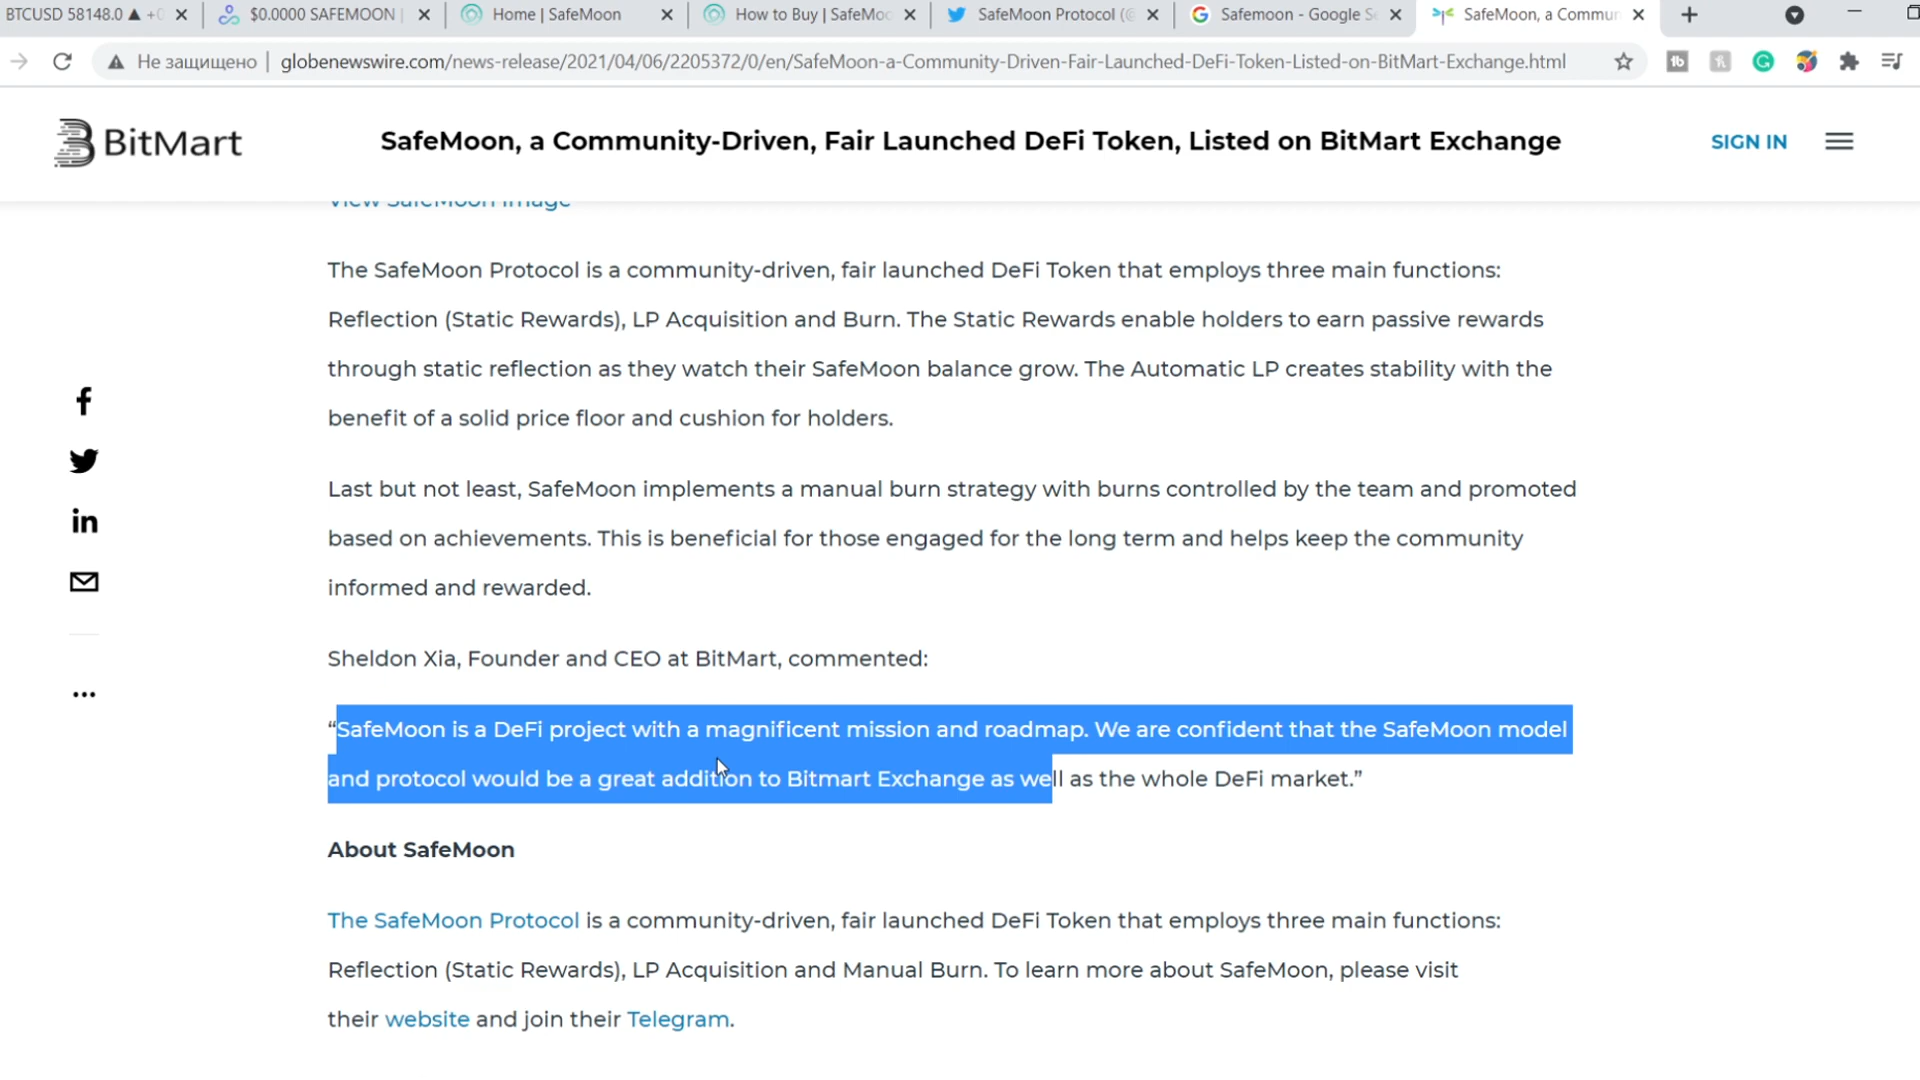 BTCUSD 58148.0 ▲ +0
$0.0000 SAFEMOON |
Home | SafeMoon
How to Buy | SafeMoo
SafeMoon Protocol (@
Safemoon - Google Se
SafeMoon, a Commun
Не защищено | globenewswire.com/news-release/2021/04/06/2205372/0/en/SafeMoon-a-Community-Driven-Fair-Launched-DeFi-Token-Listed-on-BitMart-Exchange.html
BitMart
SafeMoon, a Community-Driven, Fair Launched DeFi Token, Listed on BitMart Exchange
SIGN IN
View SafeMoon Image
The SafeMoon Protocol is a community-driven, fair launched DeFi Token that employs three main functions:
Reflection (Static Rewards), LP Acquisition and Burn. The Static Rewards enable holders to earn passive rewards
through static reflection as they watch their SafeMoon balance grow. The Automatic LP creates stability with the
benefit of a solid price floor and cushion for holders.
Last but not least, SafeMoon implements a manual burn strategy with burns controlled by the team and promoted
based on achievements. This is beneficial for those engaged for the long term and helps keep the community
informed and rewarded.
Sheldon Xia, Founder and CEO at BitMart, commented:
“SafeMoon is a DeFi project with a magnificent mission and roadmap. We are confident that the SafeMoon model
and protocol would be a great addition to Bitmart Exchange as well as the whole DeFi market.”
About SafeMoon
The SafeMoon Protocol is a community-driven, fair launched DeFi Token that employs three main functions:
Reflection (Static Rewards), LP Acquisition and Manual Burn. To learn more about SafeMoon, please visit
their website and join their Telegram.